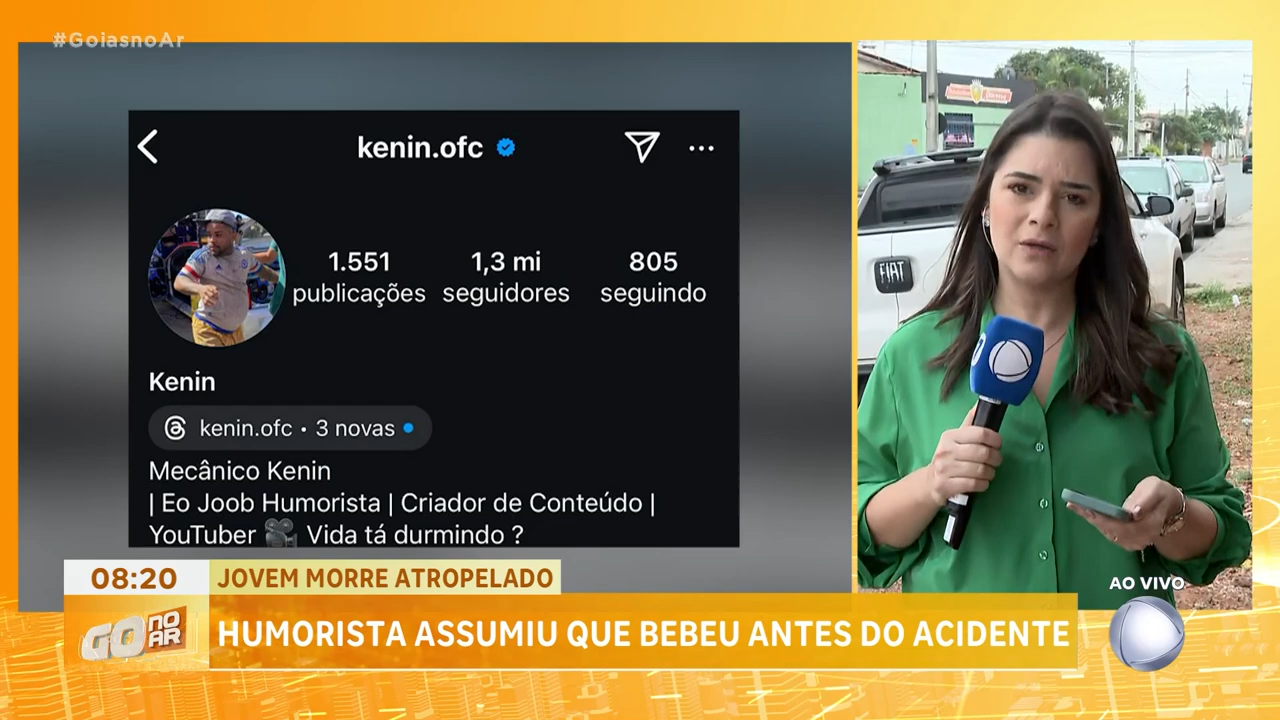 #GoiasnoAr
kenin.ofc
1.551
publicações
1,3 mi
seguidores
805
seguindo
Kenin
kenin.ofc • 3 novas
Mecânico Kenin
| Eo Joob Humorista | Criador de Conteúdo |
YouTuber 🎥 Vida tá durmindo ?
FIAT
08:20
JOVEM MORRE ATROPELADO
GO NO AR
HUMORISTA ASSUMIU QUE BEBEU ANTES DO ACIDENTE
AO VIVO